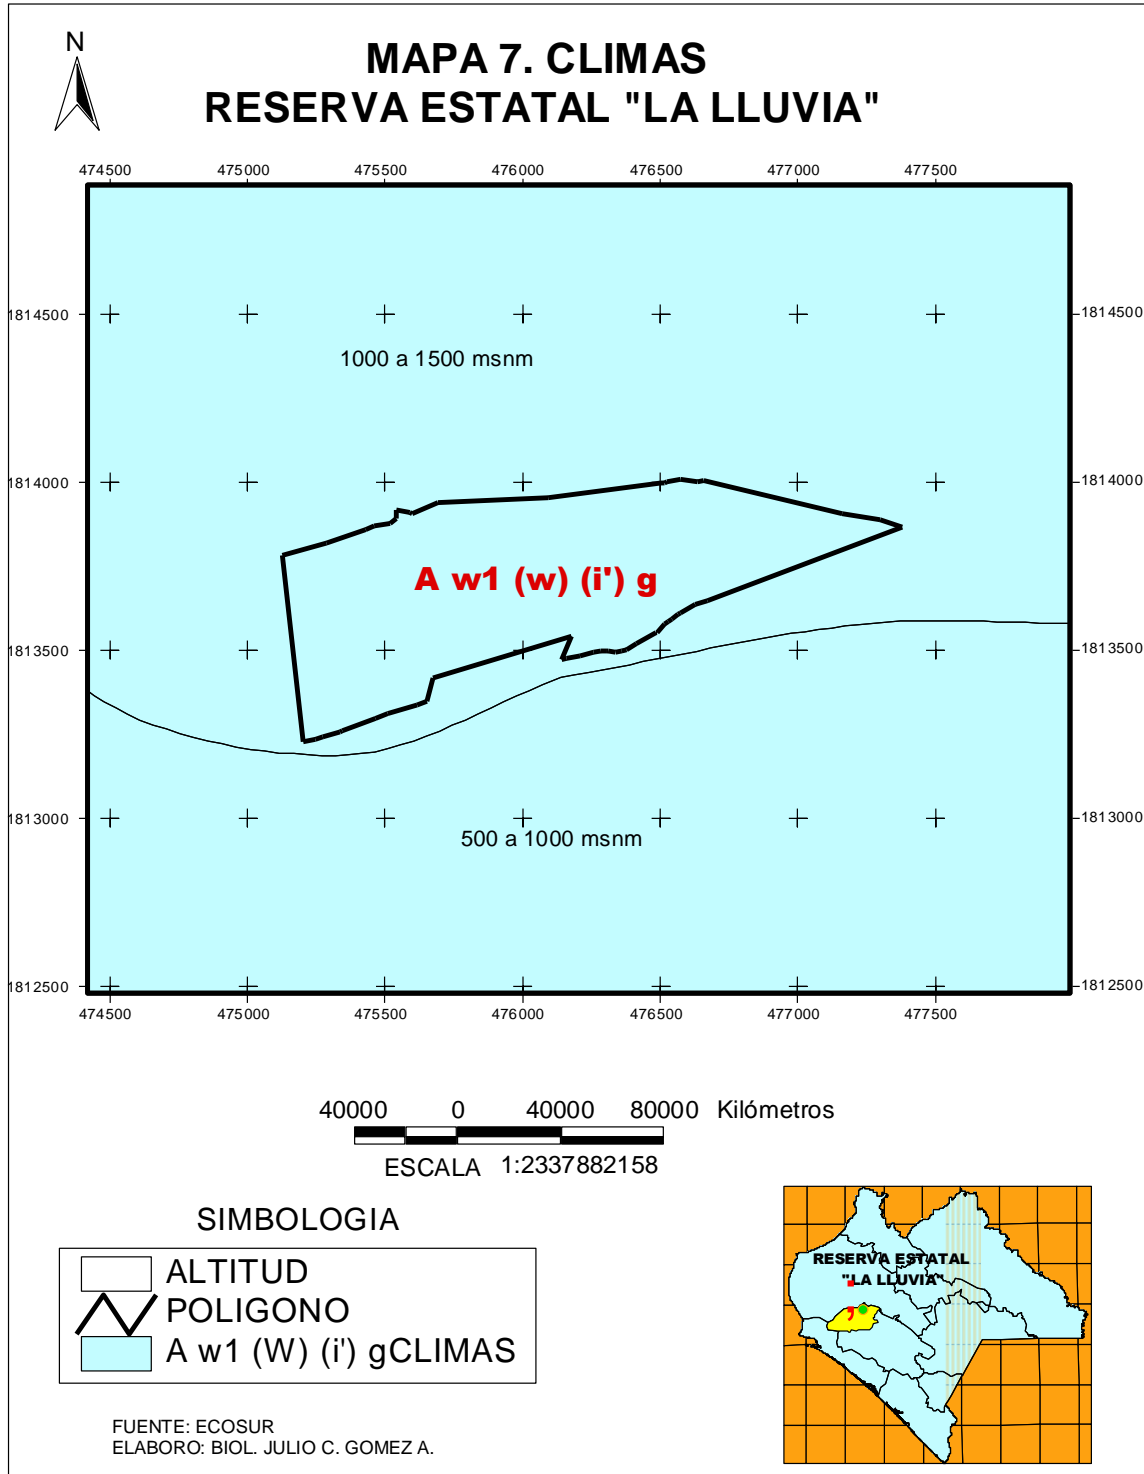 N
MAPA 7. CLIMAS
RESERVA ESTATAL "LA LLUVIA"
474500 475000 475500 476000 476500 477000 477500
1814500 1814500
1000 a 1500 msnm
1814000 1814000
A w1 (w) (i') g
1813500 1813500
1813000 1813000
500 a 1000 msnm
1812500 1812500
474500 475000 475500 476000 476500 477000 477500
40000 0 40000 80000 Kilómetros
ESCALA 1:2337882158
SIMBOLOGIA
ALTITUD
POLIGONO
A w1 (W) (i') gCLIMAS
RESERVA ESTATAL
"LA LLUVIA"
FUENTE: ECOSUR
ELABORO: BIOL. JULIO C. GOMEZ A.